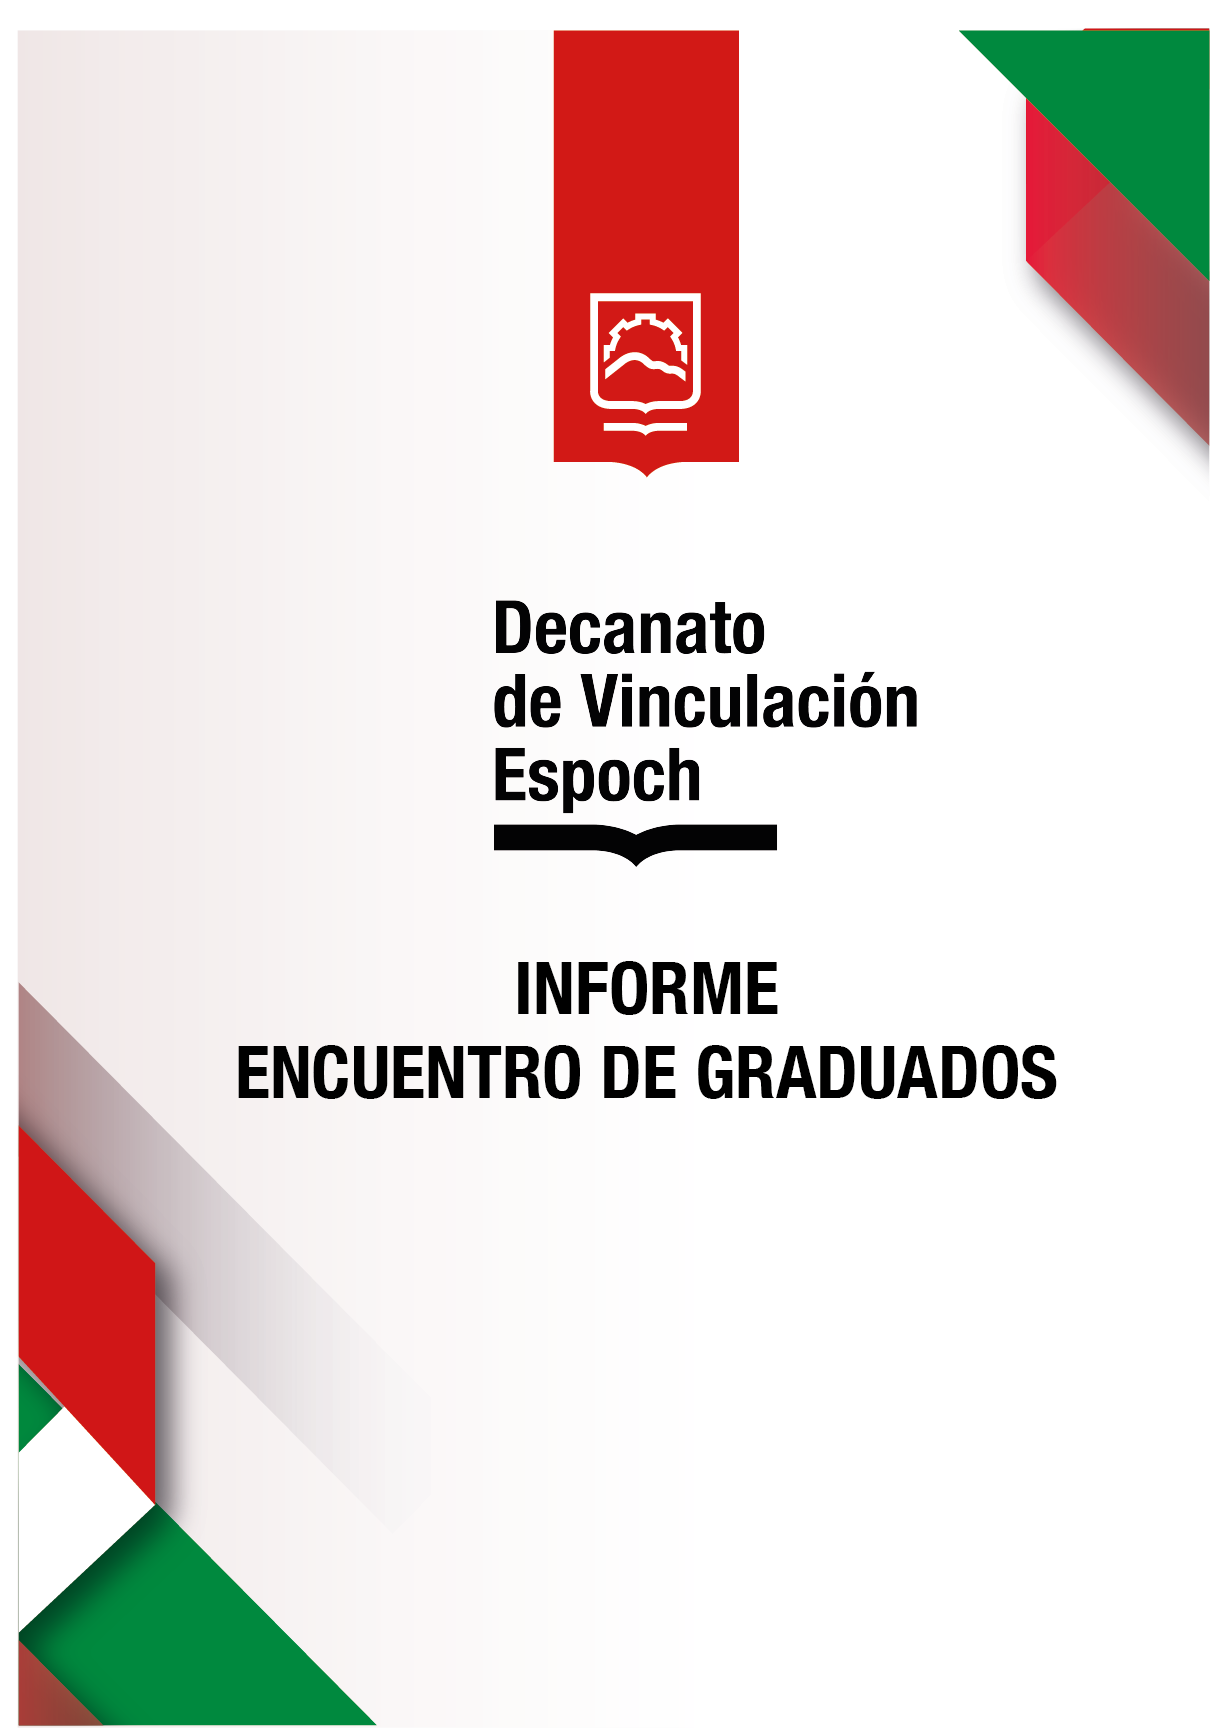 Decanato
de Vinculación
Espoch
INFORME
ENCUENTRO DE GRADUADOS